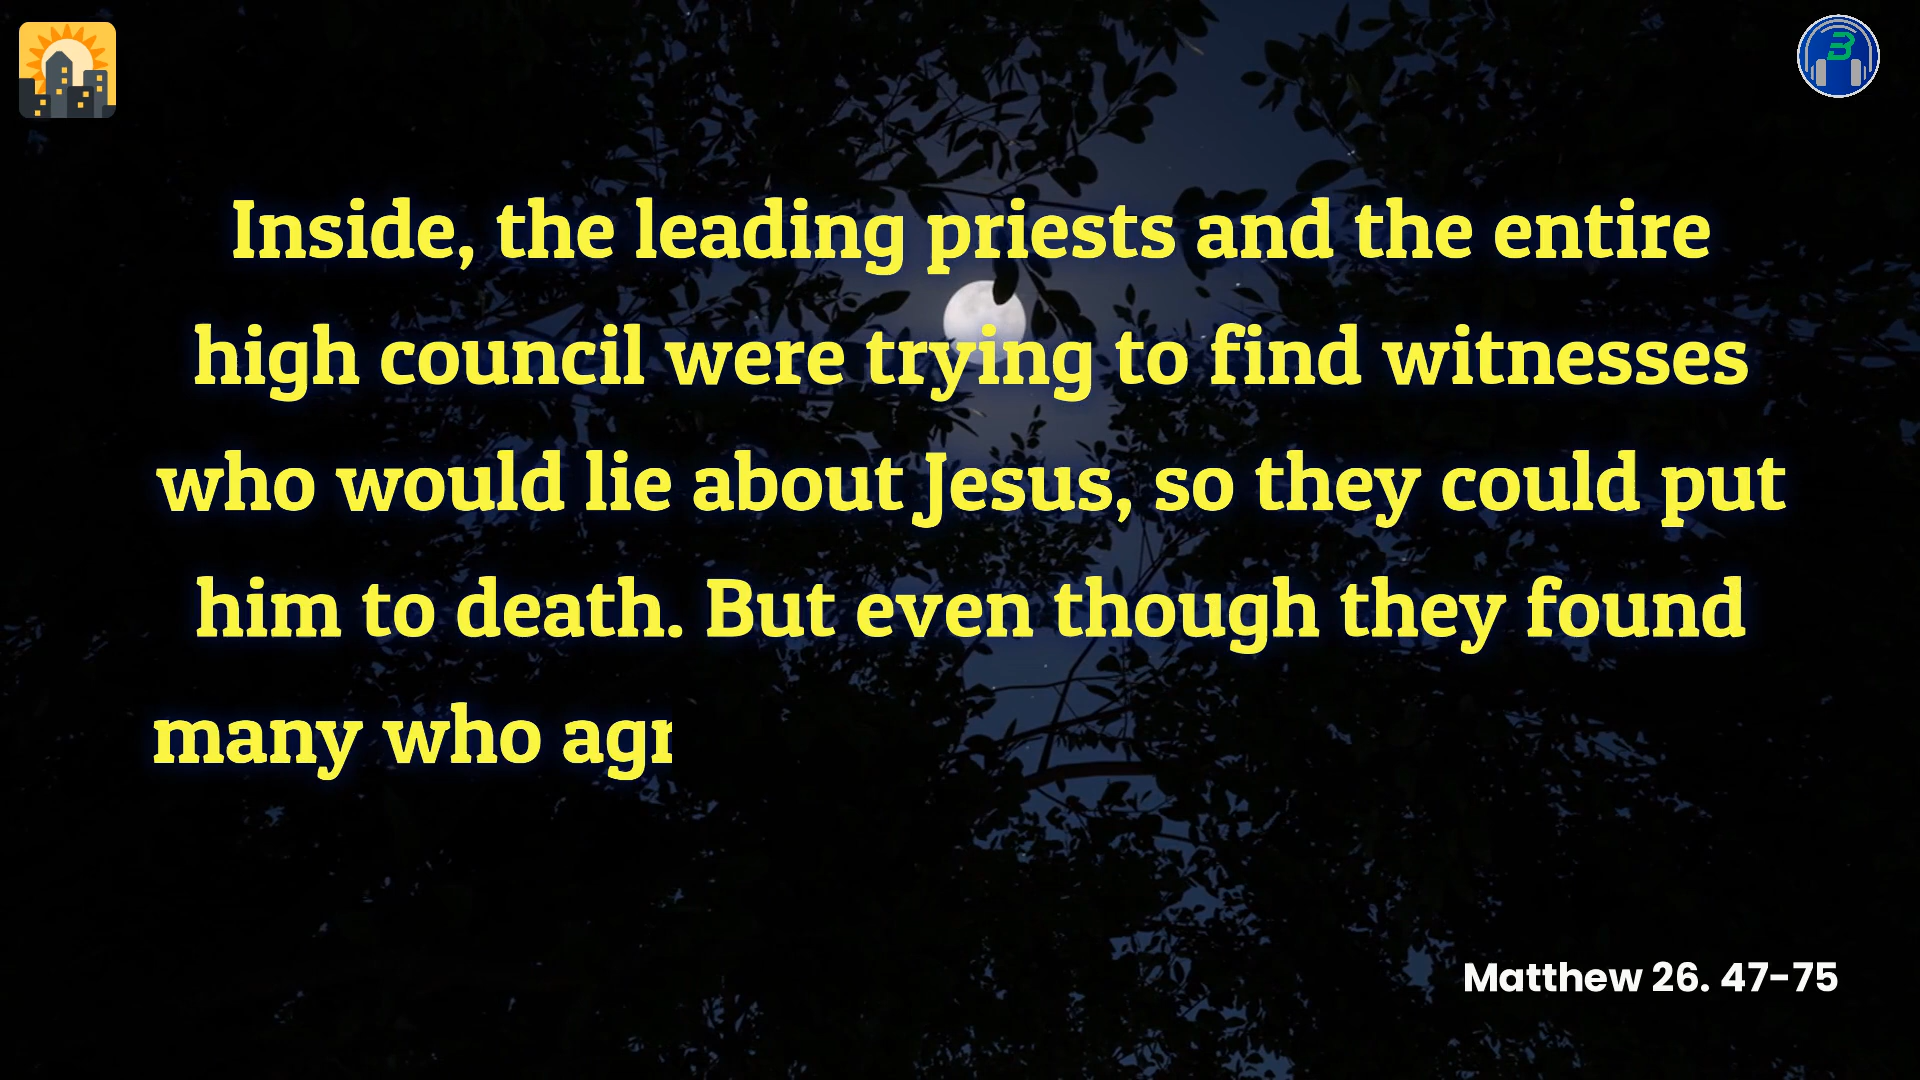 Inside, the leading priests and the entire
high council were trying to find witnesses
who would lie about Jesus, so they could put
him to death. But even though they found
many who agr
Matthew 26. 47-75